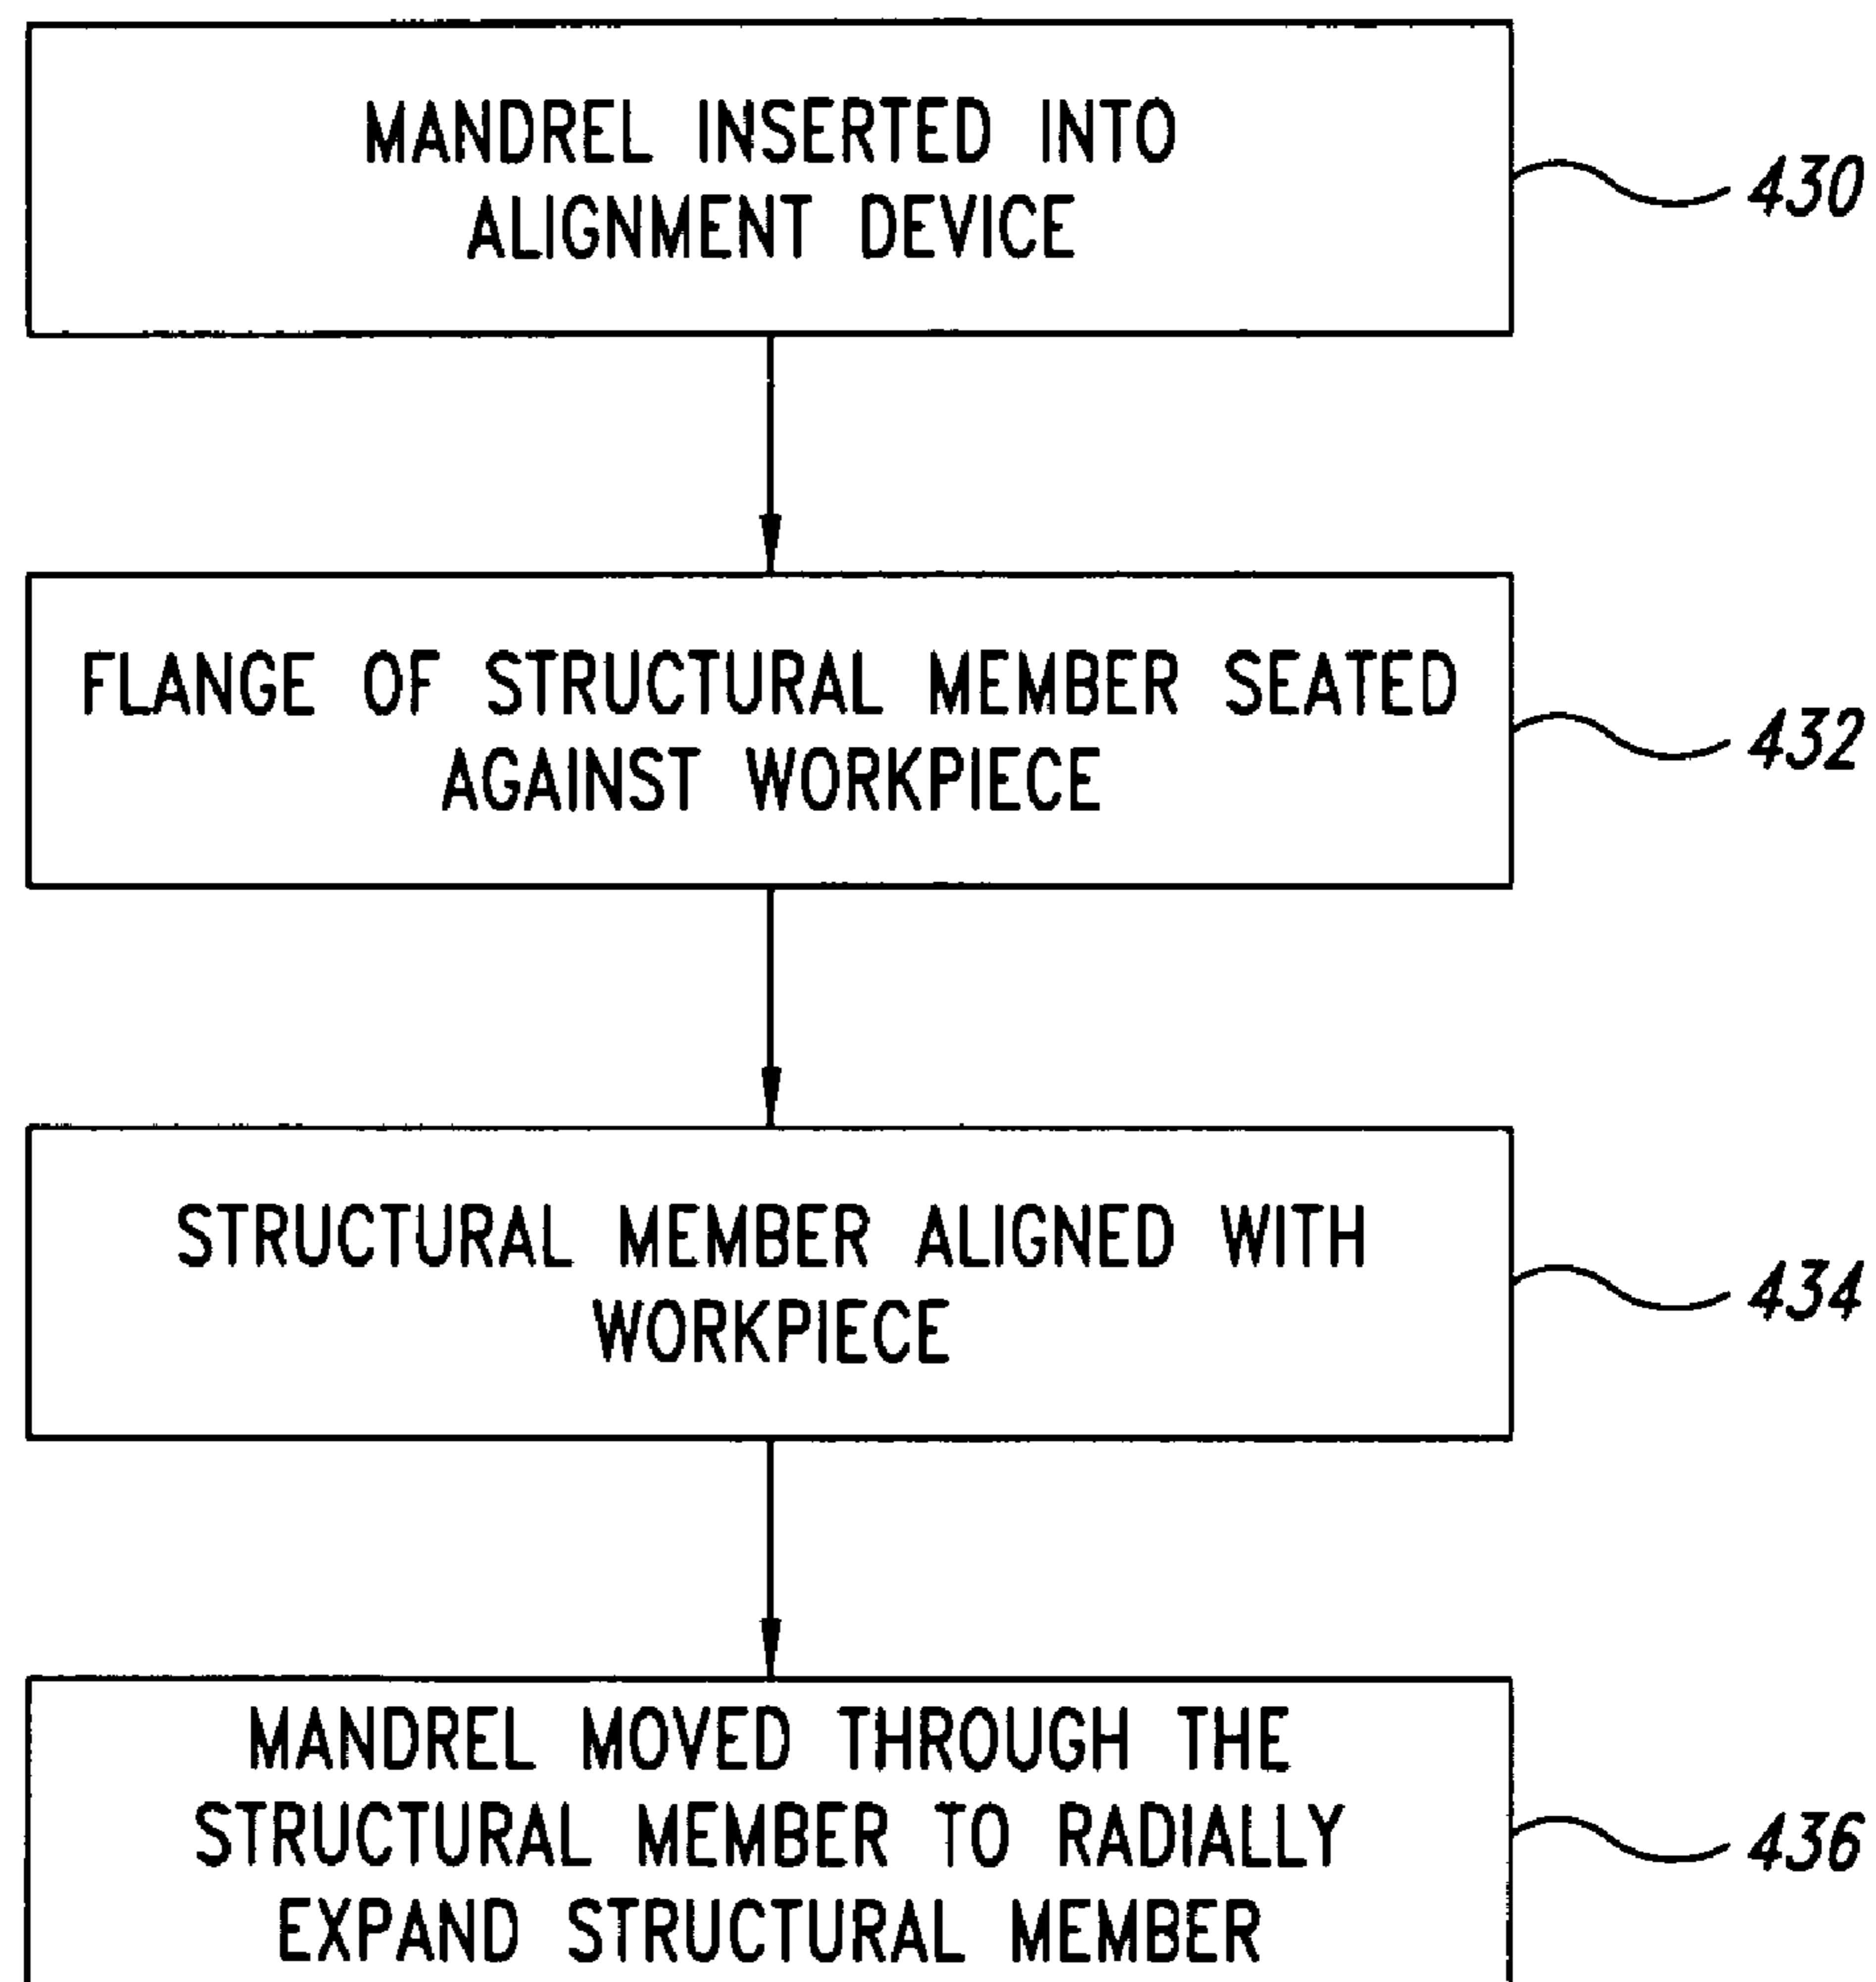 MANDREL INSERTED INTO
ALIGNMENT DEVICE
430
FLANGE OF STRUCTURAL MEMBER SEATED
AGAINST WORKPIECE
432
STRUCTURAL MEMBER ALIGNED WITH
WORKPIECE
434
MANDREL MOVED THROUGH THE
STRUCTURAL MEMBER TO RADIALLY
EXPAND STRUCTURAL MEMBER
436